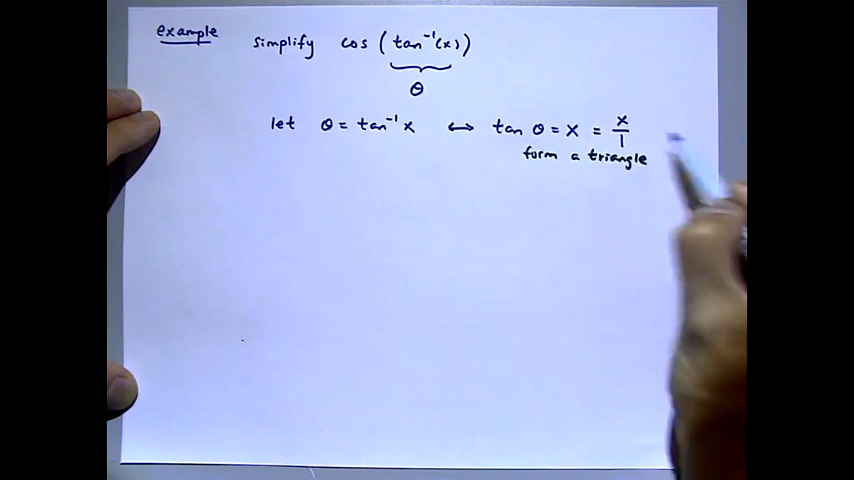 example simplify cos (tan⁻¹(x))
θ
let θ = tan⁻¹ x ⟷ tan θ = x = x/1
form a triangle